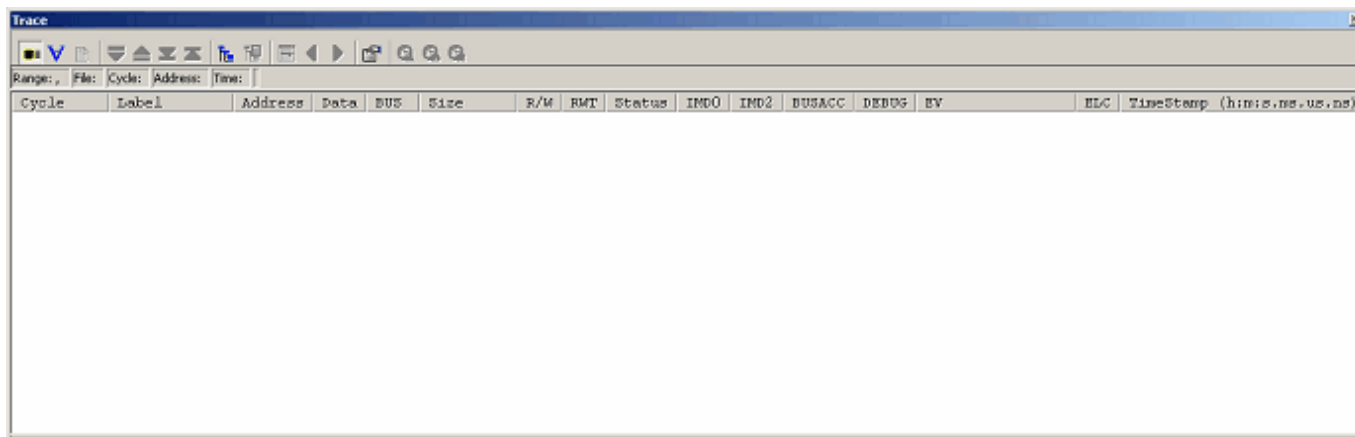 Trace
Range: , File: Cycle: Address: Time:
Cycle Label Address Data BUS Size R/W RWT Status IMD0 IMD2 BUSACC DEBUG EV ELC TimeStamp (h:m:s.ms.us.ns)